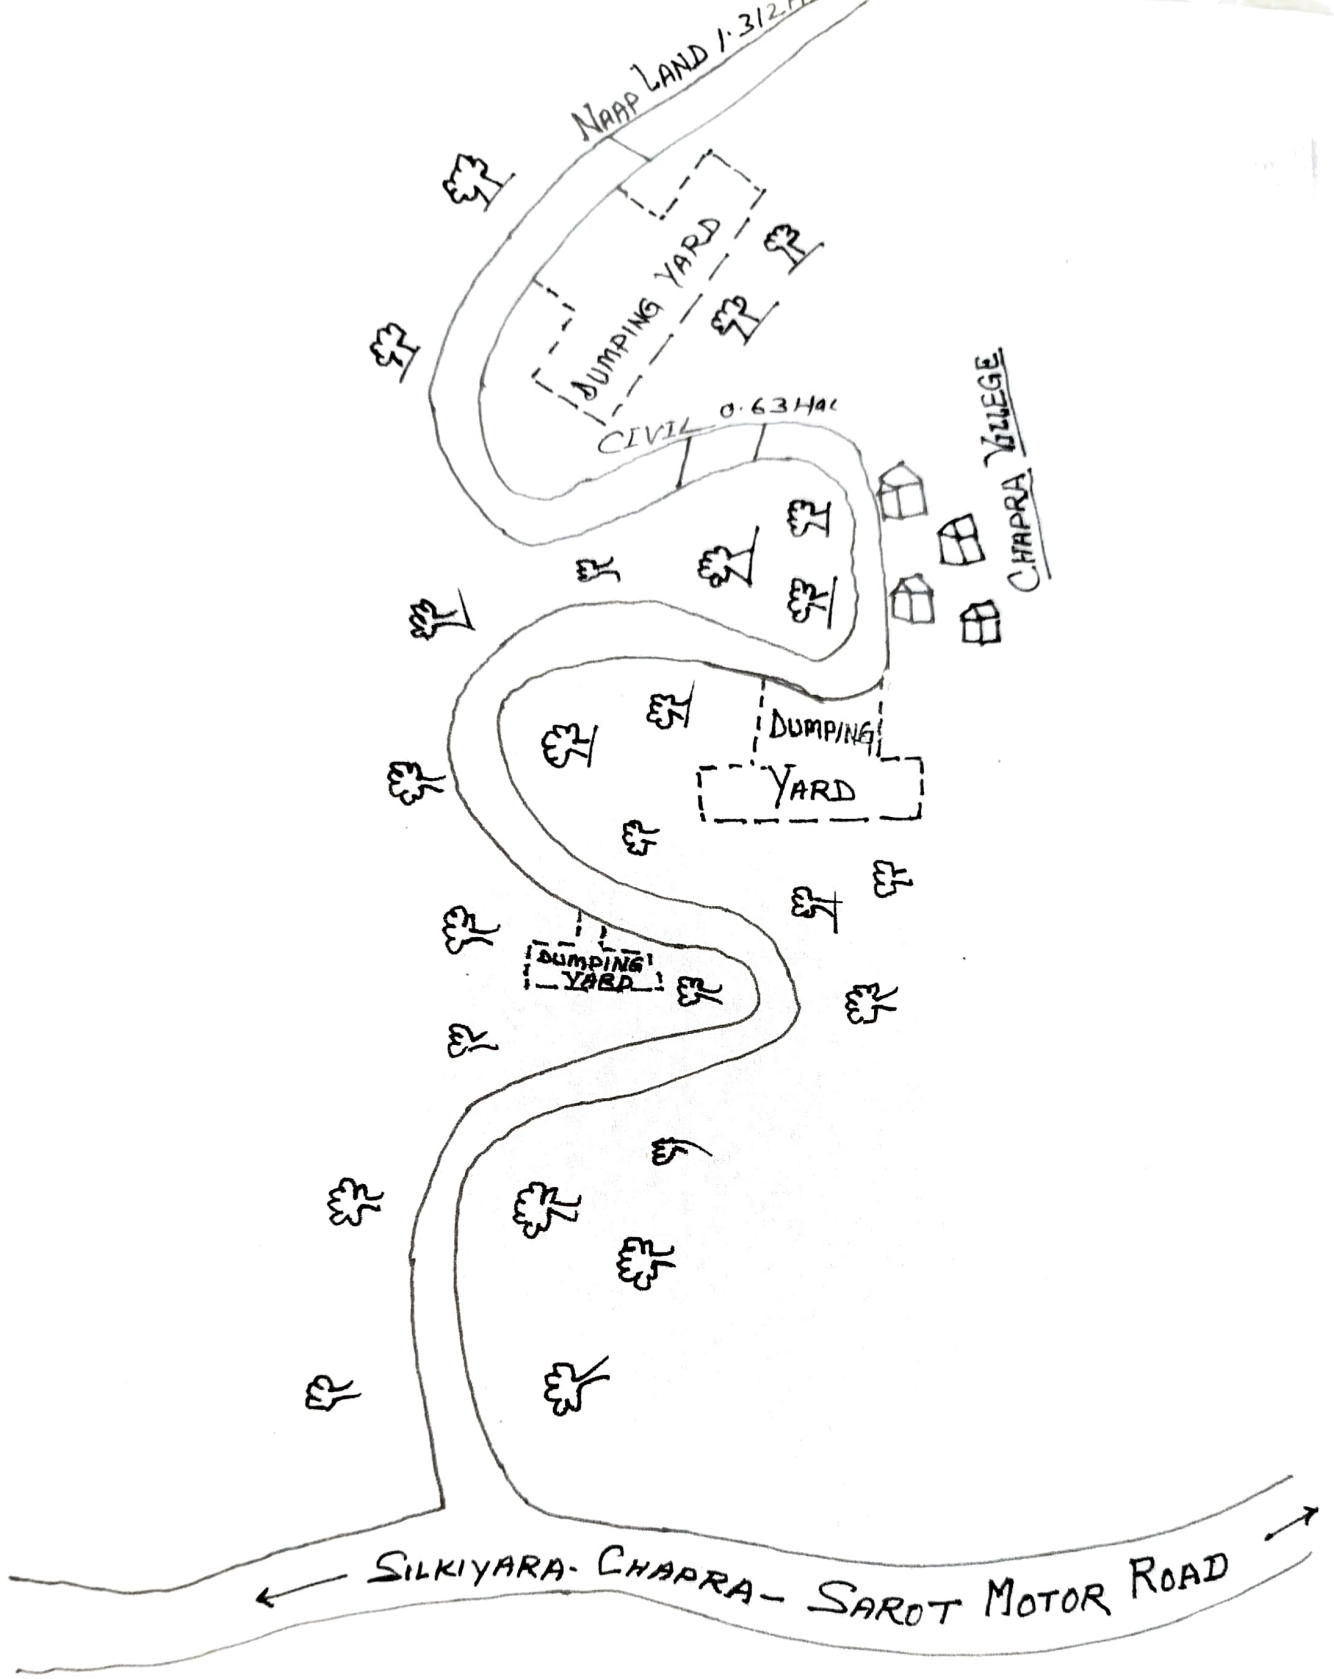 NAAP LAND 1.312
DUMPING YARD
CIVIL 0.63 Hac
CHAPRA VILLEGE
DUMPING
YARD
DUMPING
YARD
SILKIYARA- CHAPRA- SAROT MOTOR ROAD